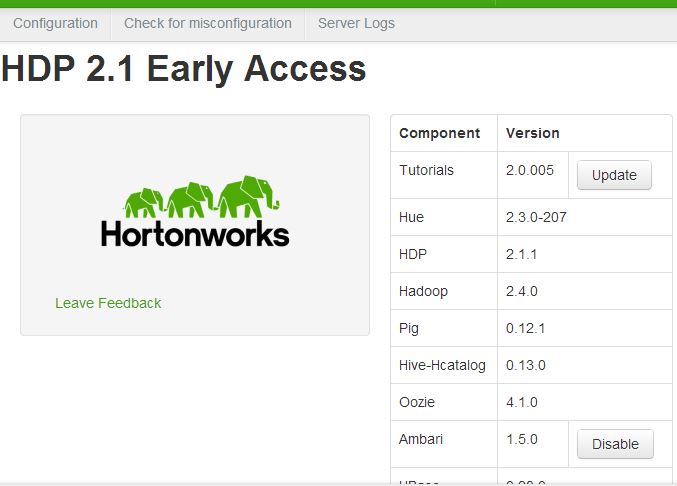 Configuration Check for misconfiguration Server Logs
HDP 2.1 Early Access
Hortonworks
Leave Feedback
Component Version
Tutorials 2.0.005 Update
Hue 2.3.0-207
HDP 2.1.1
Hadoop 2.4.0
Pig 0.12.1
Hive-Hcatalog 0.13.0
Oozie 4.1.0
Ambari 1.5.0 Disable